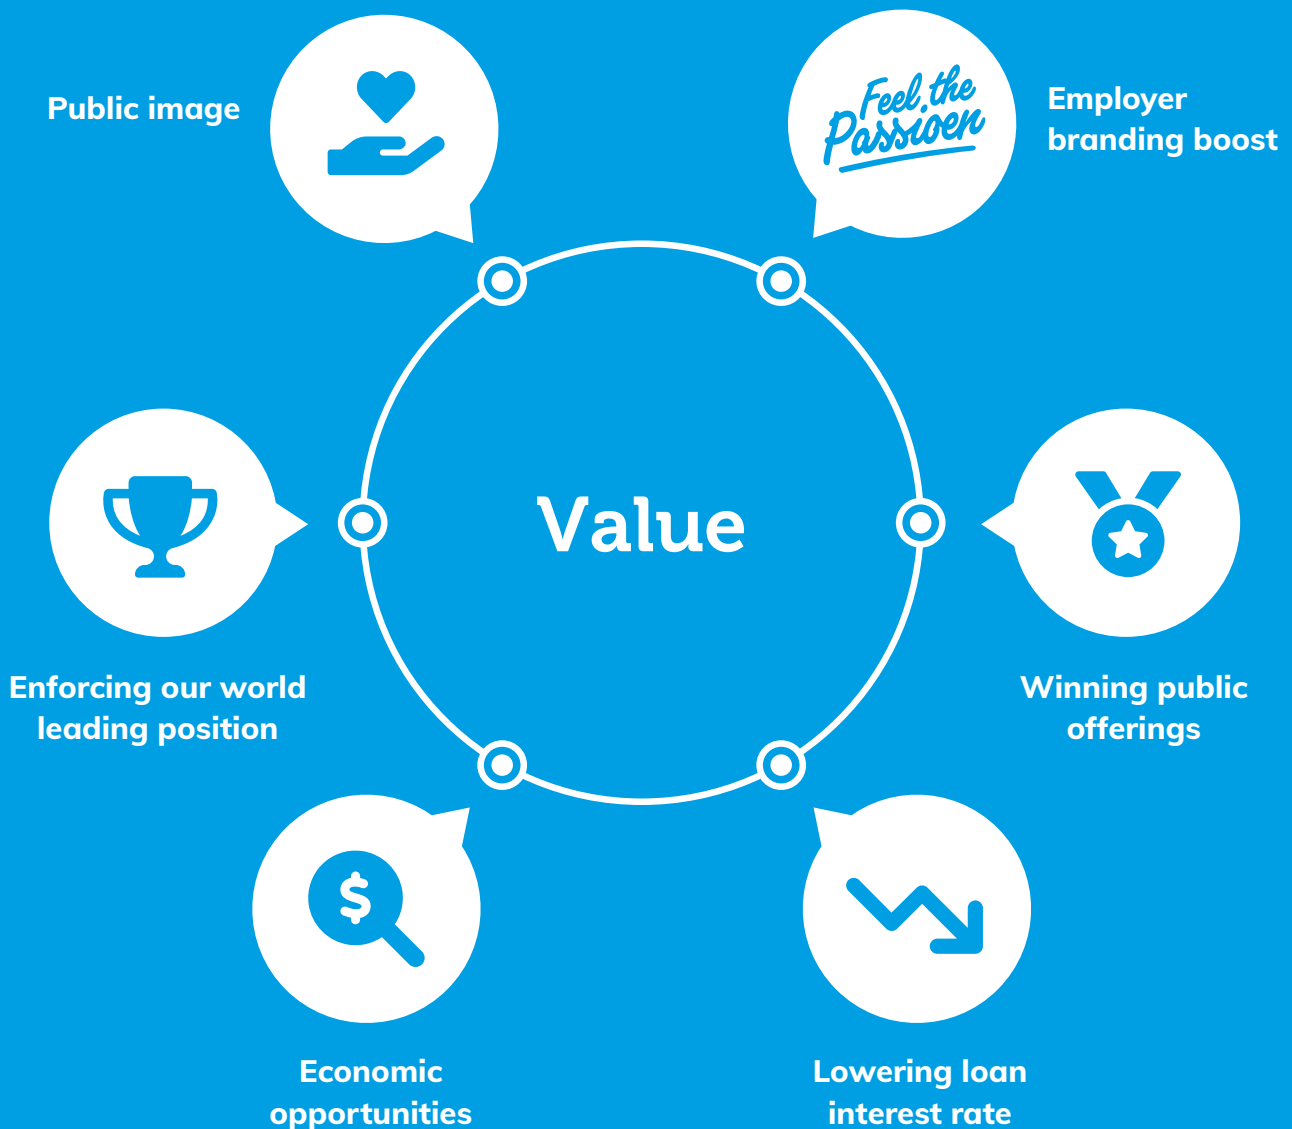 Public image
Feel the
Passioen
Employer
branding boost
Value
Enforcing our world
leading position
Winning public
offerings
$
Economic
opportunities
Lowering loan
interest rate